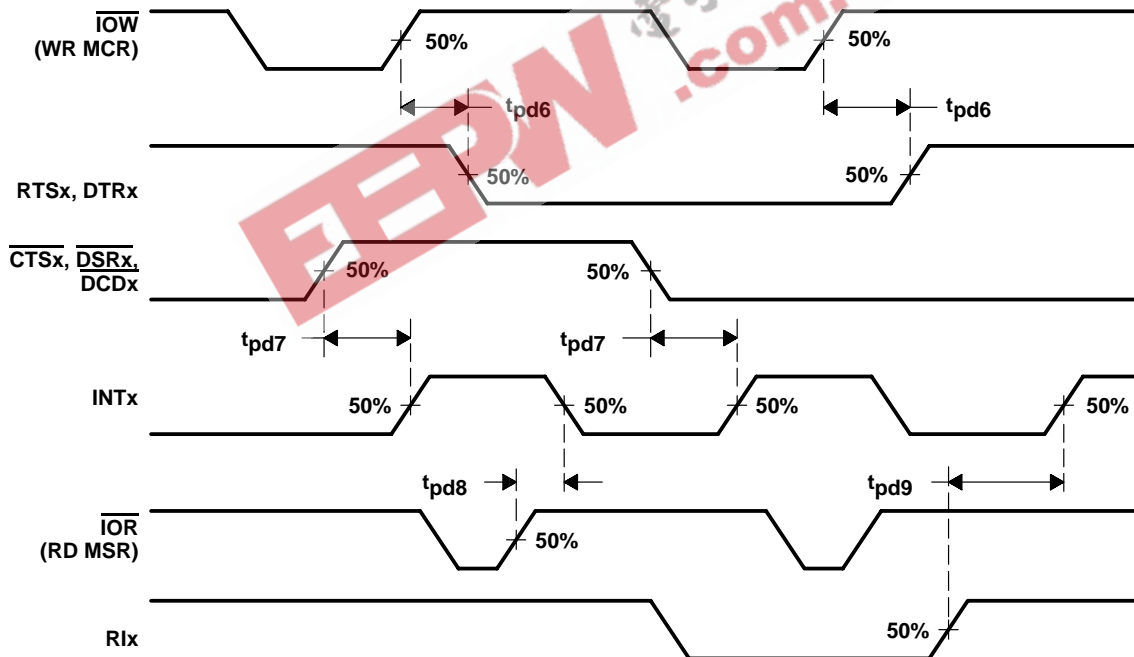 IOW
(WR MCR)
50%
50%
tpd6
tpd6
RTSx, DTRx
50%
50%
CTSx, DSRx,
DCDx
50%
50%
tpd7
tpd7
INTx
50%
50%
50%
50%
tpd8
tpd9
IOR
(RD MSR)
50%
RIx
50%
EEPW
.com.